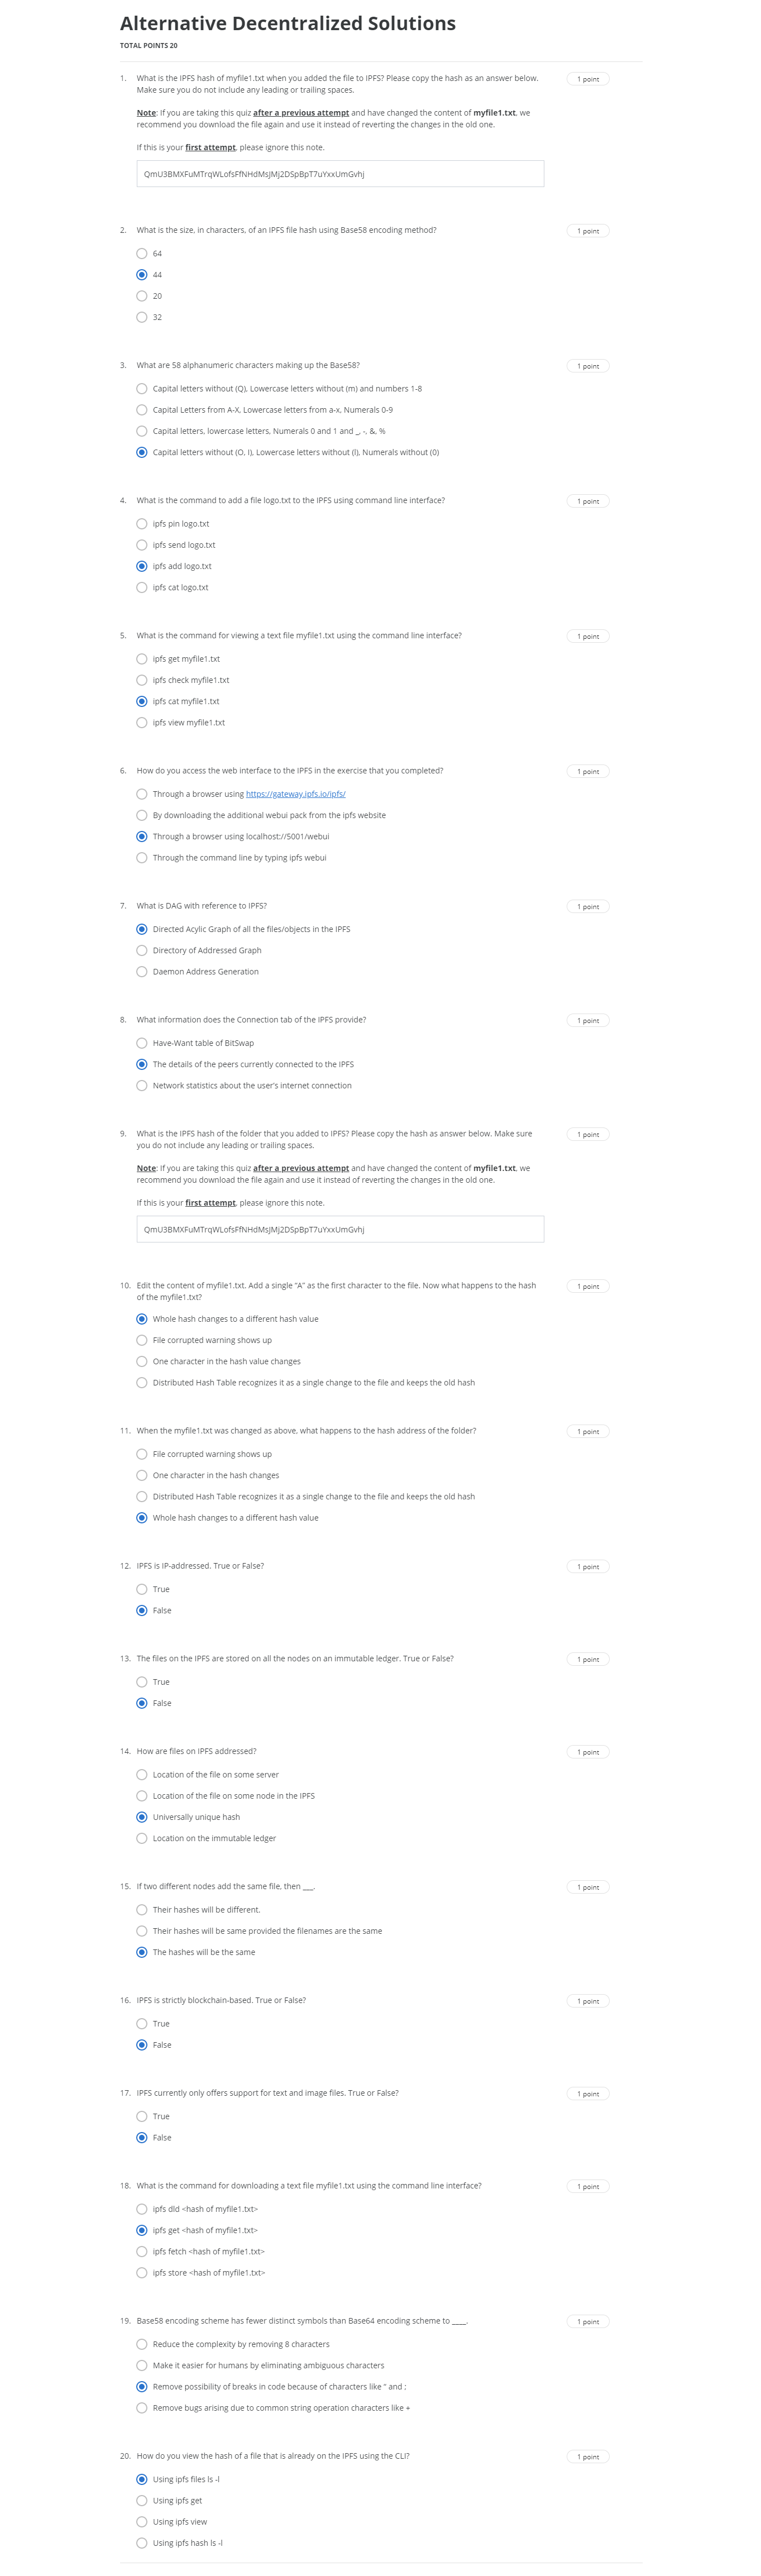 Alternative Decentralized Solutions
TOTAL POINTS 20
1. What is the IPFS hash of myfile1.txt when you added the file to IPFS? Please copy the hash as an answer below. 1 point
Make sure you do not include any leading or trailing spaces.
Note: If you are taking this quiz after a previous attempt and have changed the content of myfile1.txt, we
recommend you download the file again and use it instead of reverting the changes in the old one.
If this is your first attempt, please ignore this note.
QmU3BMXFuMTrqWLofsFfNHdMsJMj2DSpBpT7uYxxUmGvhj
2. What is the size, in characters, of an IPFS file hash using Base58 encoding method? 1 point
64
44
20
32
3. What are 58 alphanumeric characters making up the Base58? 1 point
Capital letters without (Q), Lowercase letters without (m) and numbers 1-8
Capital Letters from A-X, Lowercase letters from a-x, Numerals 0-9
Capital letters, lowercase letters, Numerals 0 and 1 and _, -, &, %
Capital letters without (O, I), Lowercase letters without (l), Numerals without (0)
4. What is the command to add a file logo.txt to the IPFS using command line interface? 1 point
ipfs pin logo.txt
ipfs send logo.txt
ipfs add logo.txt
ipfs cat logo.txt
5. What is the command for viewing a text file myfile1.txt using the command line interface? 1 point
ipfs get myfile1.txt
ipfs check myfile1.txt
ipfs cat myfile1.txt
ipfs view myfile1.txt
6. How do you access the web interface to the IPFS in the exercise that you completed? 1 point
Through a browser using https://gateway.ipfs.io/ipfs/
By downloading the additional webui pack from the ipfs website
Through a browser using localhost://5001/webui
Through the command line by typing ipfs webui
7. What is DAG with reference to IPFS? 1 point
Directed Acylic Graph of all the files/objects in the IPFS
Directory of Addressed Graph
Daemon Address Generation
8. What information does the Connection tab of the IPFS provide? 1 point
Have-Want table of BitSwap
The details of the peers currently connected to the IPFS
Network statistics about the user's internet connection
9. What is the IPFS hash of the folder that you added to IPFS? Please copy the hash as answer below. Make sure 1 point
you do not include any leading or trailing spaces.
Note: If you are taking this quiz after a previous attempt and have changed the content of myfile1.txt, we
recommend you download the file again and use it instead of reverting the changes in the old one.
If this is your first attempt, please ignore this note.
QmU3BMXFuMTrqWLofsFfNHdMsJMj2DSpBpT7uYxxUmGvhj
10. Edit the content of myfile1.txt. Add a single "A" as the first character to the file. Now what happens to the hash 1 point
of the myfile1.txt?
Whole hash changes to a different hash value
File corrupted warning shows up
One character in the hash value changes
Distributed Hash Table recognizes it as a single change to the file and keeps the old hash
11. When the myfile1.txt was changed as above, what happens to the hash address of the folder? 1 point
File corrupted warning shows up
One character in the hash changes
Distributed Hash Table recognizes it as a single change to the file and keeps the old hash
Whole hash changes to a different hash value
12. IPFS is IP-addressed. True or False? 1 point
True
False
13. The files on the IPFS are stored on all the nodes on an immutable ledger. True or False? 1 point
True
False
14. How are files on IPFS addressed? 1 point
Location of the file on some server
Location of the file on some node in the IPFS
Universally unique hash
Location on the immutable ledger
15. If two different nodes add the same file, then ___. 1 point
Their hashes will be different.
Their hashes will be same provided the filenames are the same
The hashes will be the same
16. IPFS is strictly blockchain-based. True or False? 1 point
True
False
17. IPFS currently only offers support for text and image files. True or False? 1 point
True
False
18. What is the command for downloading a text file myfile1.txt using the command line interface? 1 point
ipfs dld <hash of myfile1.txt>
ipfs get <hash of myfile1.txt>
ipfs fetch <hash of myfile1.txt>
ipfs store <hash of myfile1.txt>
19. Base58 encoding scheme has fewer distinct symbols than Base64 encoding scheme to ____. 1 point
Reduce the complexity by removing 8 characters
Make it easier for humans by eliminating ambiguous characters
Remove possibility of breaks in code because of characters like " and ;
Remove bugs arising due to common string operation characters like +
20. How do you view the hash of a file that is already on the IPFS using the CLI? 1 point
Using ipfs files ls -l
Using ipfs get
Using ipfs view
Using ipfs hash ls -l